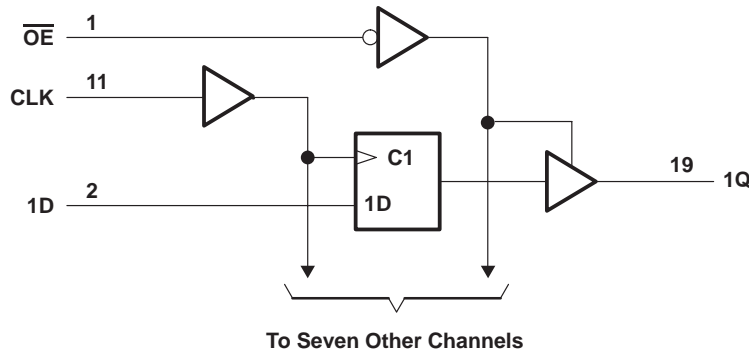 OE
1
CLK
11
C1
1D
2
1D
19
1Q
To Seven Other Channels